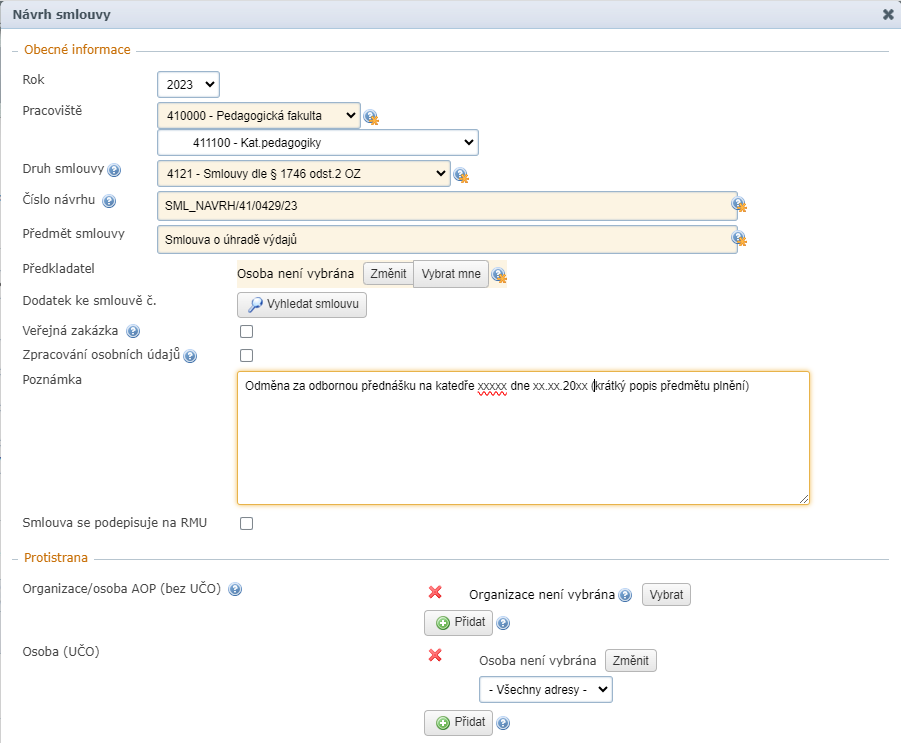 Návrh smlouvy
Obecné informace
Rok
2023
Pracoviště
410000 - Pedagogická fakulta
411100 - Kat.pedagogiky
Druh smlouvy
4121 - Smlouvy dle § 1746 odst.2 OZ
Číslo návrhu
SML_NAVRH/41/0429/23
Předmět smlouvy
Smlouva o úhradě výdajů
Předkladatel
Osoba není vybrána Změnit Vybrat mne
Dodatek ke smlouvě č.
Vyhledat smlouvu
Veřejná zakázka
Zpracování osobních údajů
Poznámka
Odměna za odbornou přednášku na katedře xxxxx dne xx.xx.20xx (krátký popis předmětu plnění)
Smlouva se podepisuje na RMU
Protistrana
Organizace/osoba AOP (bez UČO)
Organizace není vybrána Vybrat
Přidat
Osoba (UČO)
Osoba není vybrána Změnit
- Všechny adresy -
Přidat